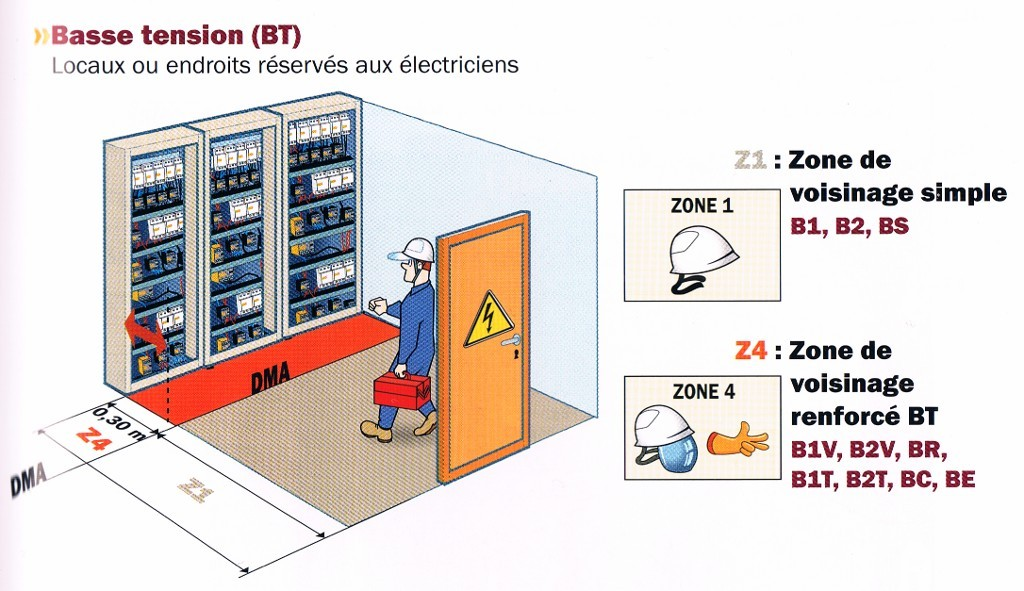 Basse tension (BT)
Locaux ou endroits réservés aux électriciens
Z1 : Zone de
voisinage simple
B1, B2, BS
ZONE 1
Z4 : Zone de
voisinage
renforcé BT
B1V, B2V, BR,
B1T, B2T, BC, BE
ZONE 4
DMA
0,30 m
Z4
DMA
Z1